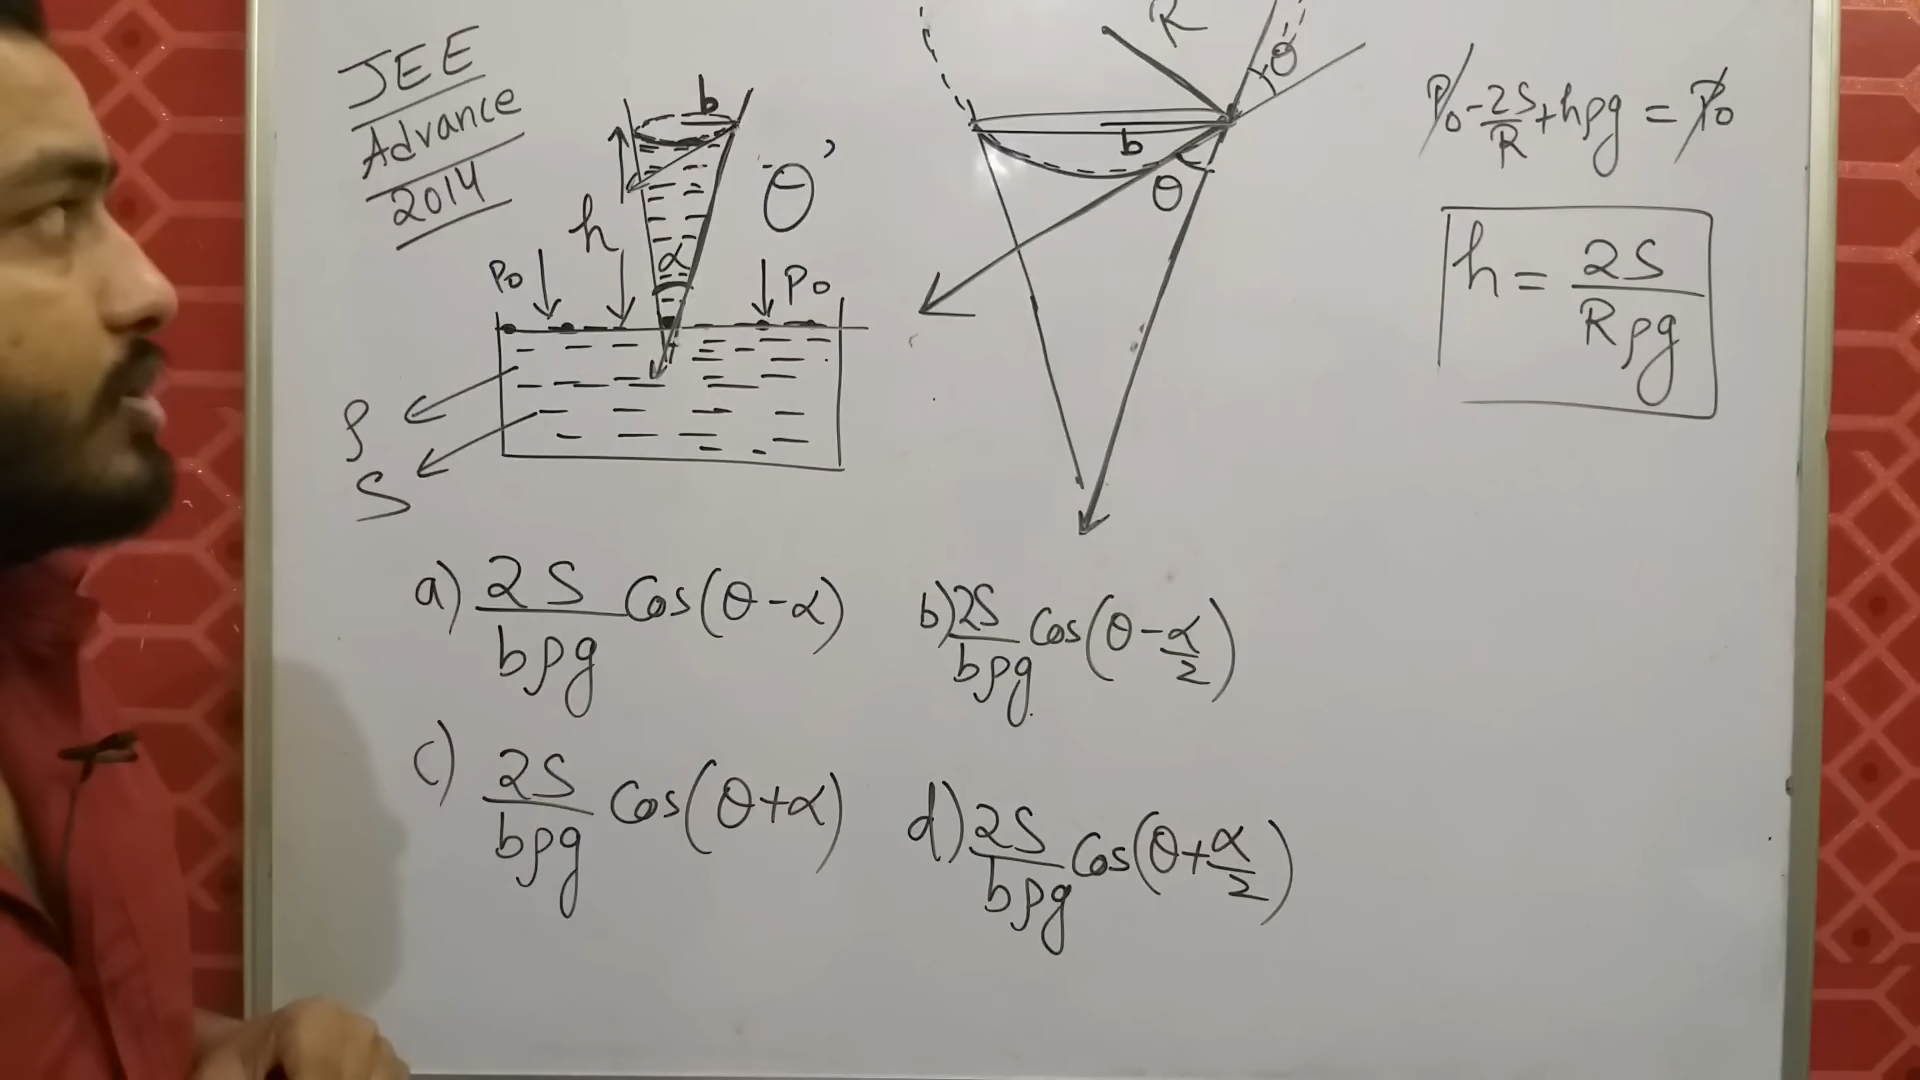 JEE
Advance
2014
b
h
α
θ'
P₀
P₀
ρ
S
R
θ
b
θ
P₀ - 2S/R + hρg = P₀
h = 2S/Rρg
a) 2S/bρg Cos(θ-α)
b) 2S/bρg Cos(θ-α/2)
c) 2S/bρg Cos(θ+α)
d) 2S/bρg Cos(θ+α/2)